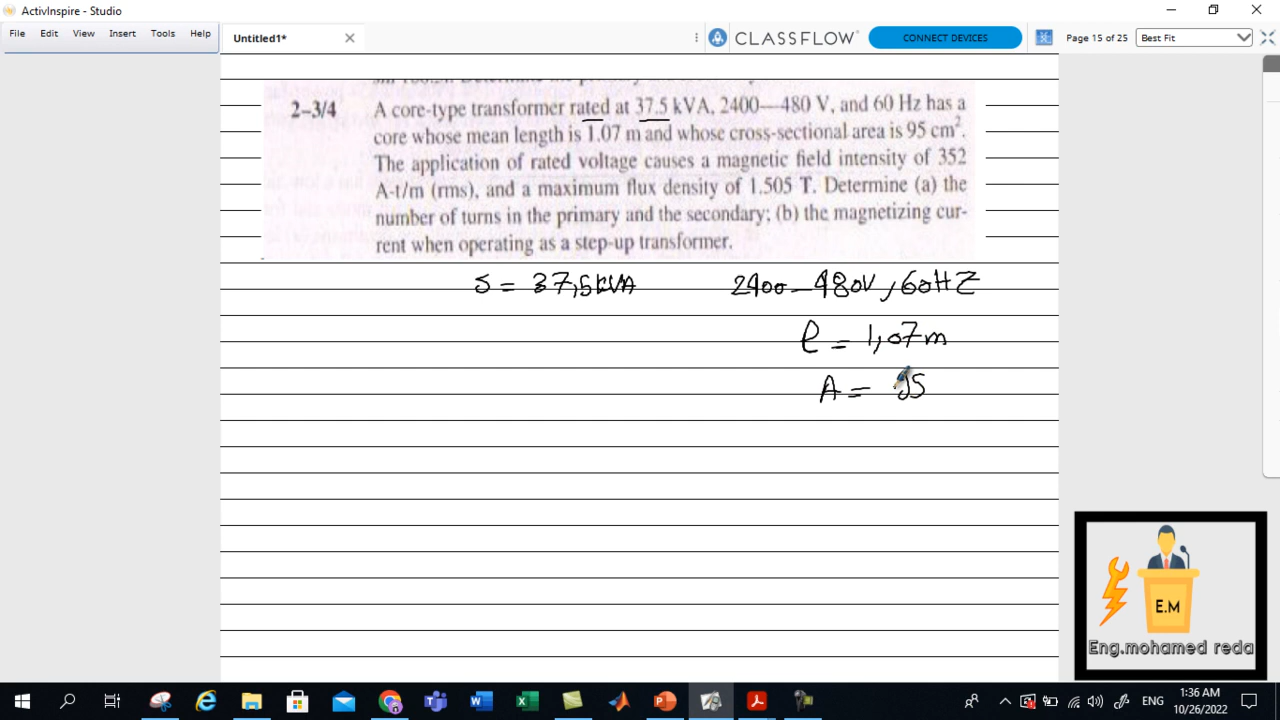 ActivInspire - Studio
File Edit View Insert Tools Help
Untitled1*
CLASSFLOW
CONNECT DEVICES
Page 15 of 25
Best Fit
2–3/4 A core-type transformer rated at 37.5 kVA, 2400—480 V, and 60 Hz has a
core whose mean length is 1.07 m and whose cross-sectional area is 95 cm².
The application of rated voltage causes a magnetic field intensity of 352
A-t/m (rms), and a maximum flux density of 1.505 T. Determine (a) the
number of turns in the primary and the secondary; (b) the magnetizing cur-
rent when operating as a step-up transformer.
S = 37,5kVA 2400-480V, 60HZ
l = 1,07m
A = 95
E.M
Eng.mohamed reda
ENG
1:36 AM
10/26/2022